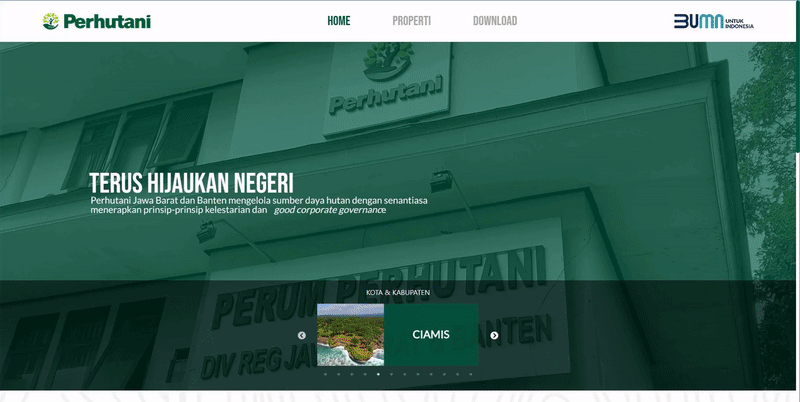 Perhutani
HOME
PROPERTI
DOWNLOAD
BUMN
UNTUK
INDONESIA
Perhutani
TERUS HIJAUKAN NEGERI
Perhutani Jawa Barat dan Banten mengelola sumber daya hutan dengan senantiasa
menerapkan prinsip-prinsip kelestarian dan good corporate governance
PERUM PERHUTANI
KOTA & KABUPATEN
CIAMIS
DIV REG JA
BANTEN